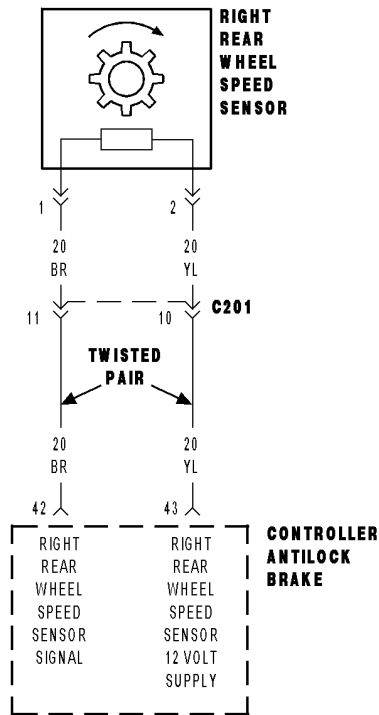 RIGHT
REAR
WHEEL
SPEED
SENSOR
1
2
20
BR
20
YL
11
10
C201
TWISTED
PAIR
20
BR
20
YL
42
43
RIGHT
REAR
WHEEL
SPEED
SENSOR
SIGNAL
RIGHT
REAR
WHEEL
SPEED
SENSOR
12 VOLT
SUPPLY
CONTROLLER
ANTILOCK
BRAKE